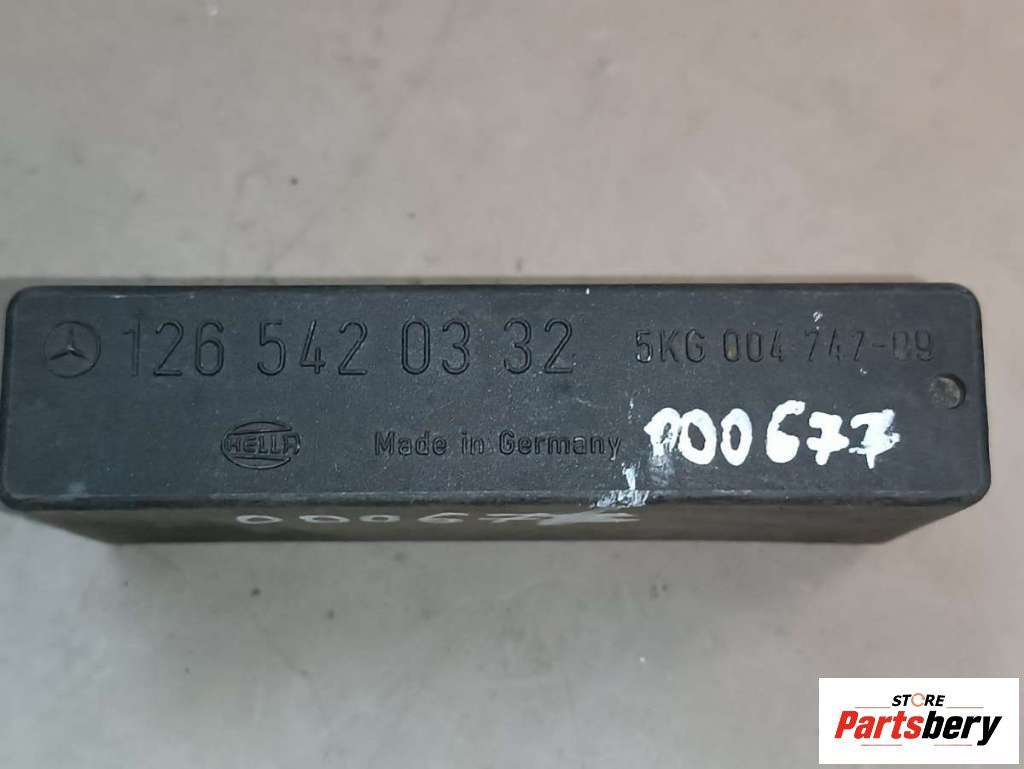 126 542 03 32 5KG 004 747-09
HELLA Made in Germany 000677
STORE
Partsbery